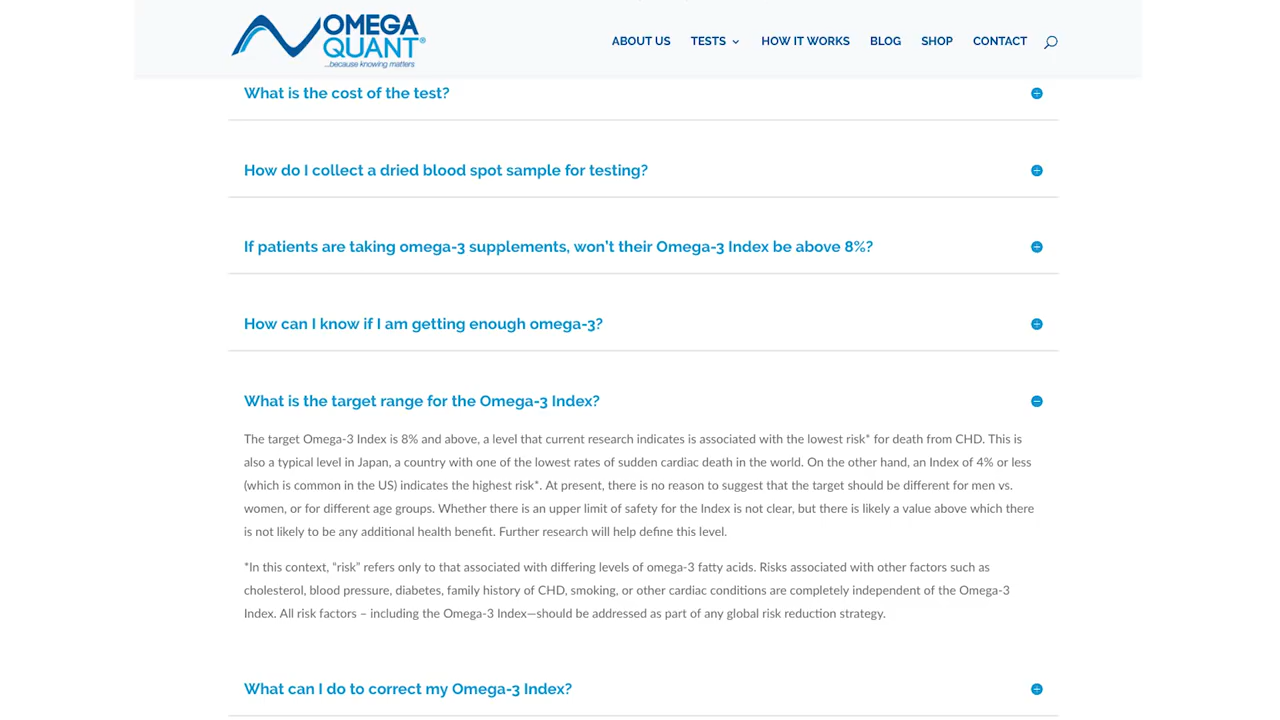 OMEGA
QUANT®
...because knowing matters
ABOUT US TESTS HOW IT WORKS BLOG SHOP CONTACT
What is the cost of the test?
How do I collect a dried blood spot sample for testing?
If patients are taking omega-3 supplements, won't their Omega-3 Index be above 8%?
How can I know if I am getting enough omega-3?
What is the target range for the Omega-3 Index?
The target Omega-3 Index is 8% and above, a level that current research indicates is associated with the lowest risk* for death from CHD. This is
also a typical level in Japan, a country with one of the lowest rates of sudden cardiac death in the world. On the other hand, an Index of 4% or less
(which is common in the US) indicates the highest risk*. At present, there is no reason to suggest that the target should be different for men vs.
women, or for different age groups. Whether there is an upper limit of safety for the Index is not clear, but there is likely a value above which there
is not likely to be any additional health benefit. Further research will help define this level.
*In this context, "risk" refers only to that associated with differing levels of omega-3 fatty acids. Risks associated with other factors such as
cholesterol, blood pressure, diabetes, family history of CHD, smoking, or other cardiac conditions are completely independent of the Omega-3
Index. All risk factors – including the Omega-3 Index—should be addressed as part of any global risk reduction strategy.
What can I do to correct my Omega-3 Index?